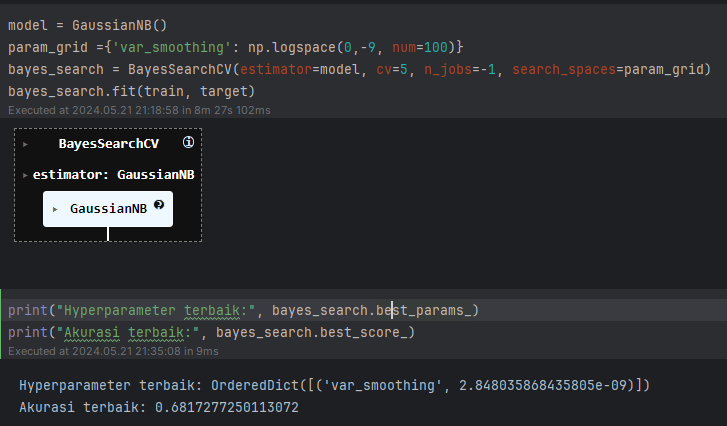 model = GaussianNB()
param_grid ={'var_smoothing': np.logspace(0,-9, num=100)}
bayes_search = BayesSearchCV(estimator=model, cv=5, n_jobs=-1, search_spaces=param_grid)
bayes_search.fit(train, target)
Executed at 2024.05.21 21:18:58 in 8m 27s 102ms
BayesSearchCV
estimator: GaussianNB
GaussianNB
print("Hyperparameter terbaik:", bayes_search.best_params_)
print("Akurasi terbaik:", bayes_search.best_score_)
Executed at 2024.05.21 21:35:08 in 9ms
Hyperparameter terbaik: OrderedDict([('var_smoothing', 2.848035868435805e-09)])
Akurasi terbaik: 0.6817277250113072